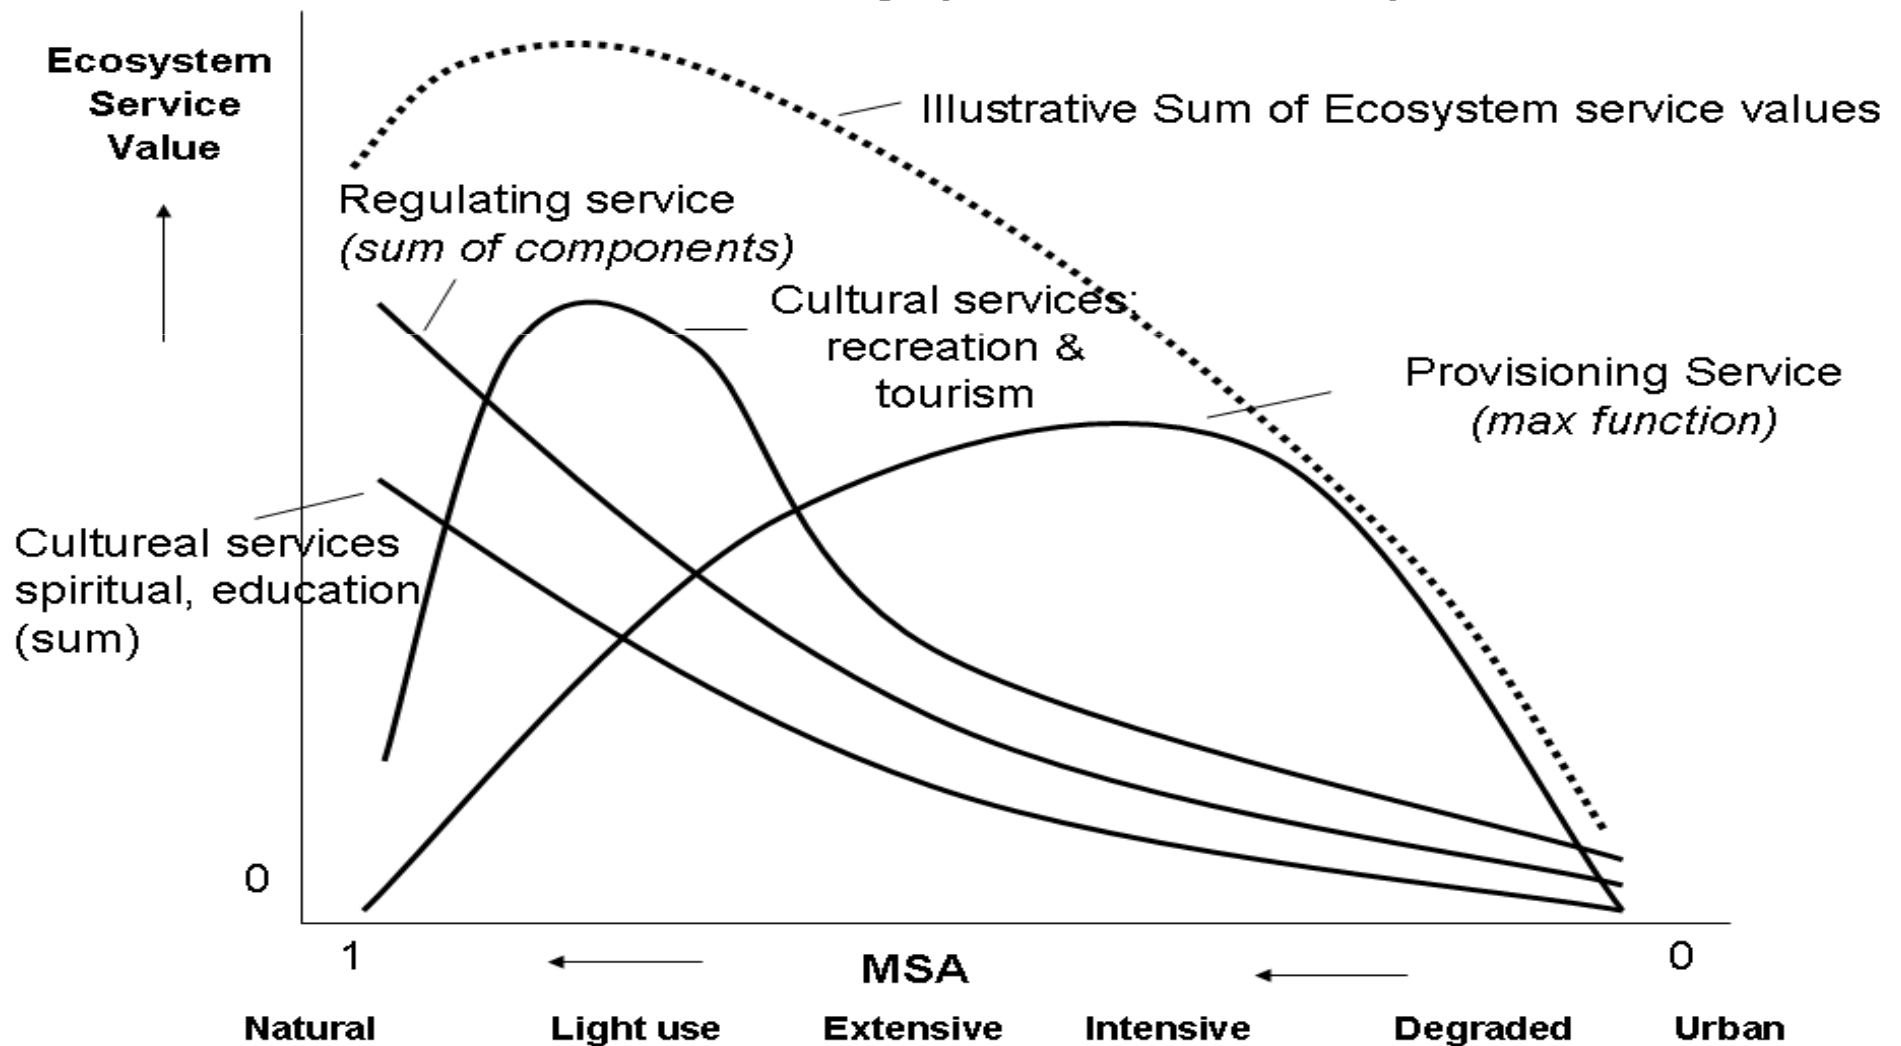 Ecosystem
Service
Value
Illustrative Sum of Ecosystem service values
Regulating service
(sum of components)
Cultural services:
recreation &
tourism
Provisioning Service
(max function)
Cultureal services
spiritual, education
(sum)
0
1
MSA
0
Natural
Light use
Extensive
Intensive
Degraded
Urban